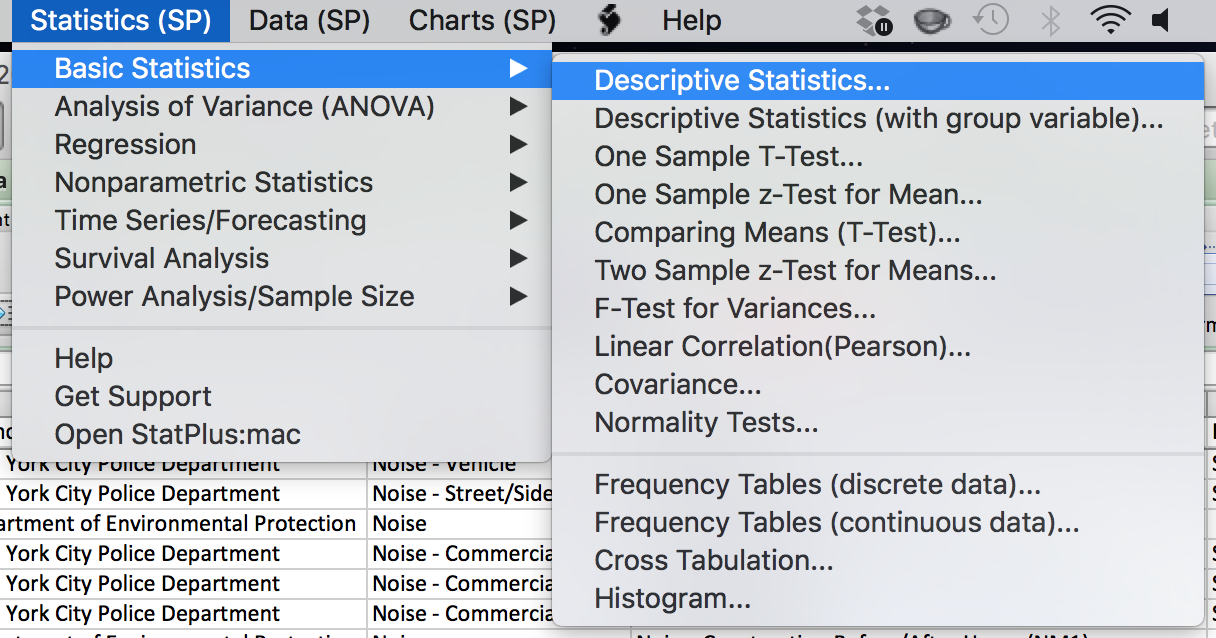 Statistics (SP) Data (SP) Charts (SP) Help
Basic Statistics
Analysis of Variance (ANOVA)
Regression
Nonparametric Statistics
Time Series/Forecasting
Survival Analysis
Power Analysis/Sample Size
Help
Get Support
Open StatPlus:mac
Descriptive Statistics...
Descriptive Statistics (with group variable)...
One Sample T-Test...
One Sample z-Test for Mean...
Comparing Means (T-Test)...
Two Sample z-Test for Means...
F-Test for Variances...
Linear Correlation(Pearson)...
Covariance...
Normality Tests...
Frequency Tables (discrete data)...
Frequency Tables (continuous data)...
Cross Tabulation...
Histogram...
York City Police Department Noise - Vehicle
York City Police Department Noise - Street/Side
artment of Environmental Protection Noise
York City Police Department Noise - Commercia
York City Police Department Noise - Commercia
York City Police Department Noise - Commercia